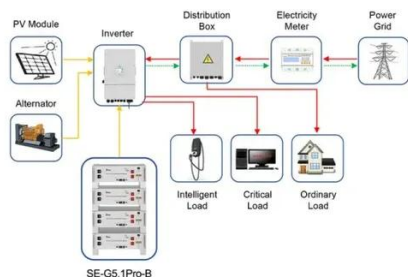 PV Module
Inverter
Distribution
Box
Electricity
Meter
Power
Grid
Alternator
Intelligent
Load
Critical
Load
Ordinary
Load
SE-G5.1Pro-B